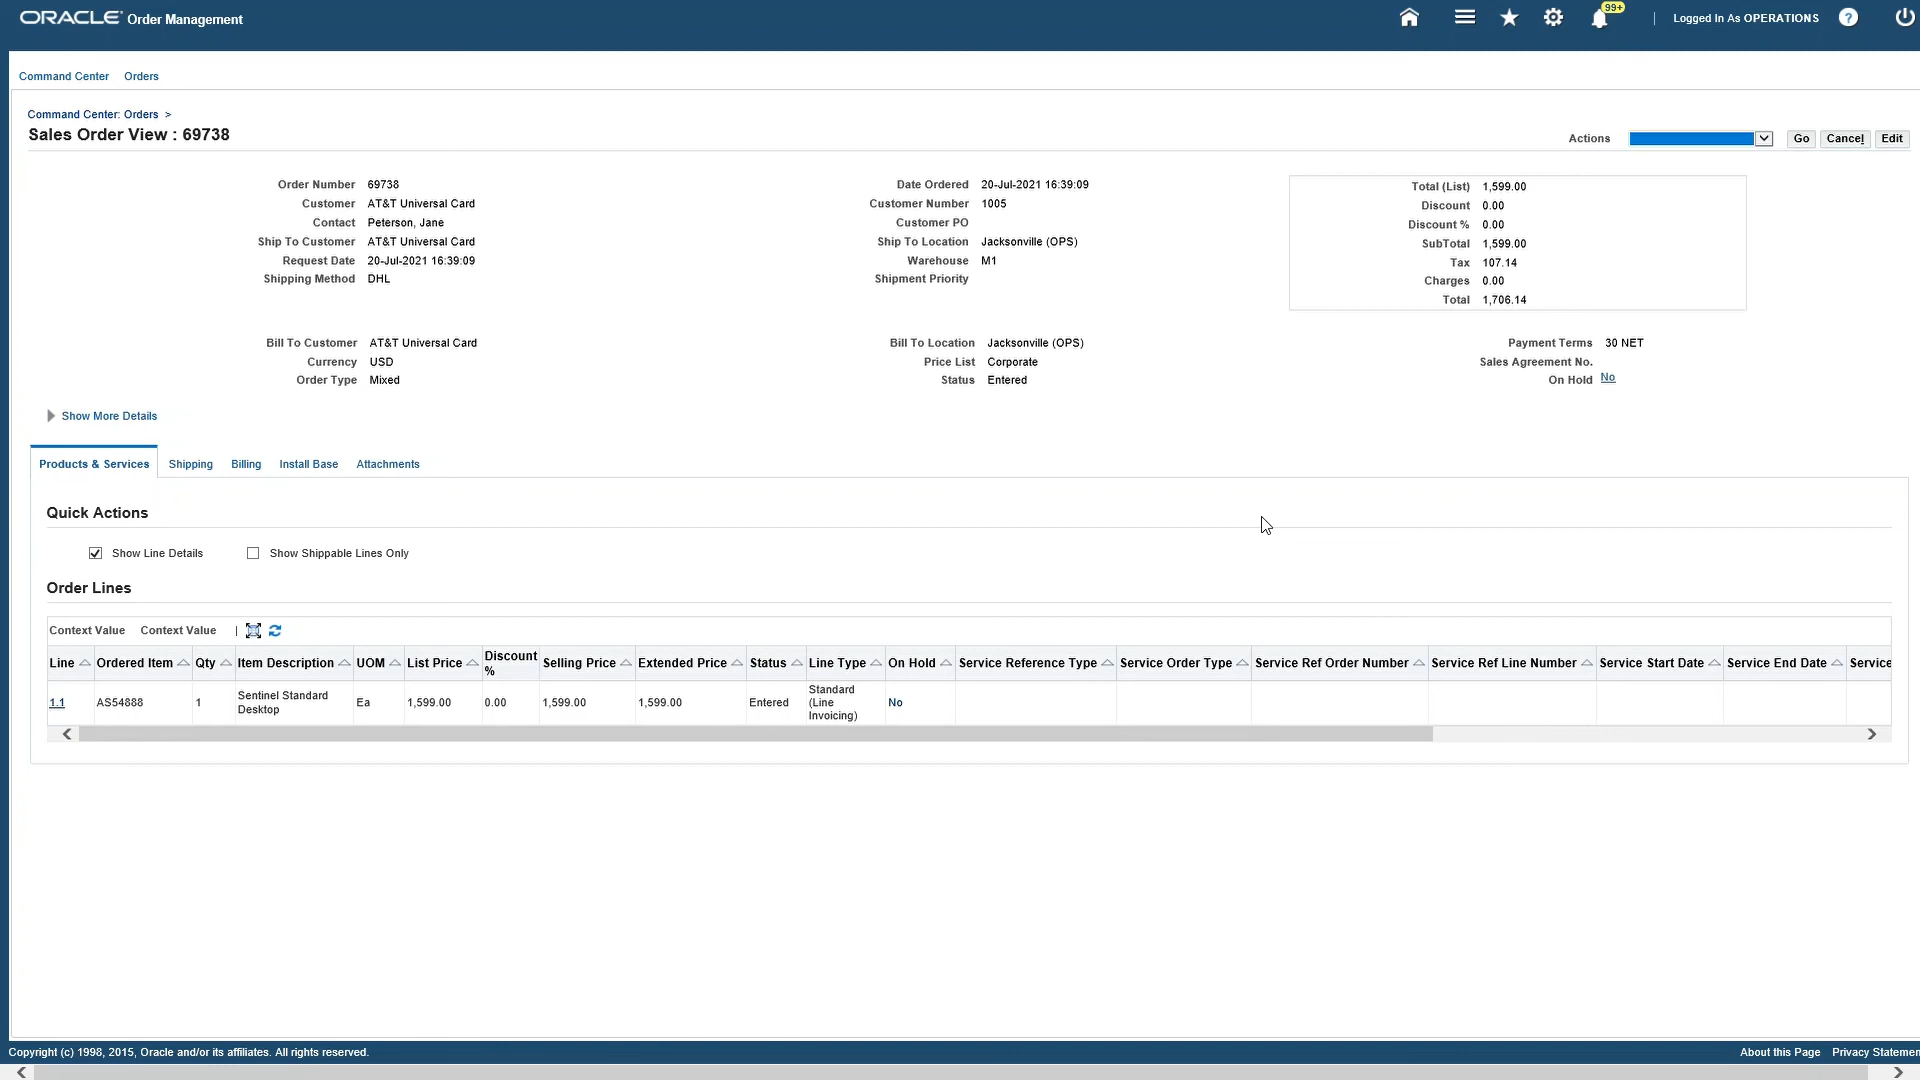 ORACLE Order Management
99+
Logged In As OPERATIONS
?
Command Center Orders
Command Center: Orders >
Sales Order View : 69738
Actions Go Cancel Edit
Order Number 69738
Customer AT&T Universal Card
Contact Peterson, Jane
Ship To Customer AT&T Universal Card
Request Date 20-Jul-2021 16:39:09
Shipping Method DHL
Date Ordered 20-Jul-2021 16:39:09
Customer Number 1005
Customer PO
Ship To Location Jacksonville (OPS)
Warehouse M1
Shipment Priority
Total (List) 1,599.00
Discount 0.00
Discount % 0.00
SubTotal 1,599.00
Tax 107.14
Charges 0.00
Total 1,706.14
Bill To Customer AT&T Universal Card
Currency USD
Order Type Mixed
Bill To Location Jacksonville (OPS)
Price List Corporate
Status Entered
Payment Terms 30 NET
Sales Agreement No.
On Hold No
Show More Details
Products & Services Shipping Billing Install Base Attachments
Quick Actions
Show Line Details Show Shippable Lines Only
Order Lines
Context Value Context Value |
Line Ordered Item Qty Item Description UOM List Price Discount % Selling Price Extended Price Status Line Type On Hold Service Reference Type Service Order Type Service Ref Order Number Service Ref Line Number Service Start Date Service End Date Service
1.1 AS54888 1 Sentinel Standard Desktop Ea 1,599.00 0.00 1,599.00 1,599.00 Entered Standard (Line Invoicing) No
Copyright (c) 1998, 2015, Oracle and/or its affiliates. All rights reserved.
About this Page Privacy Statemen